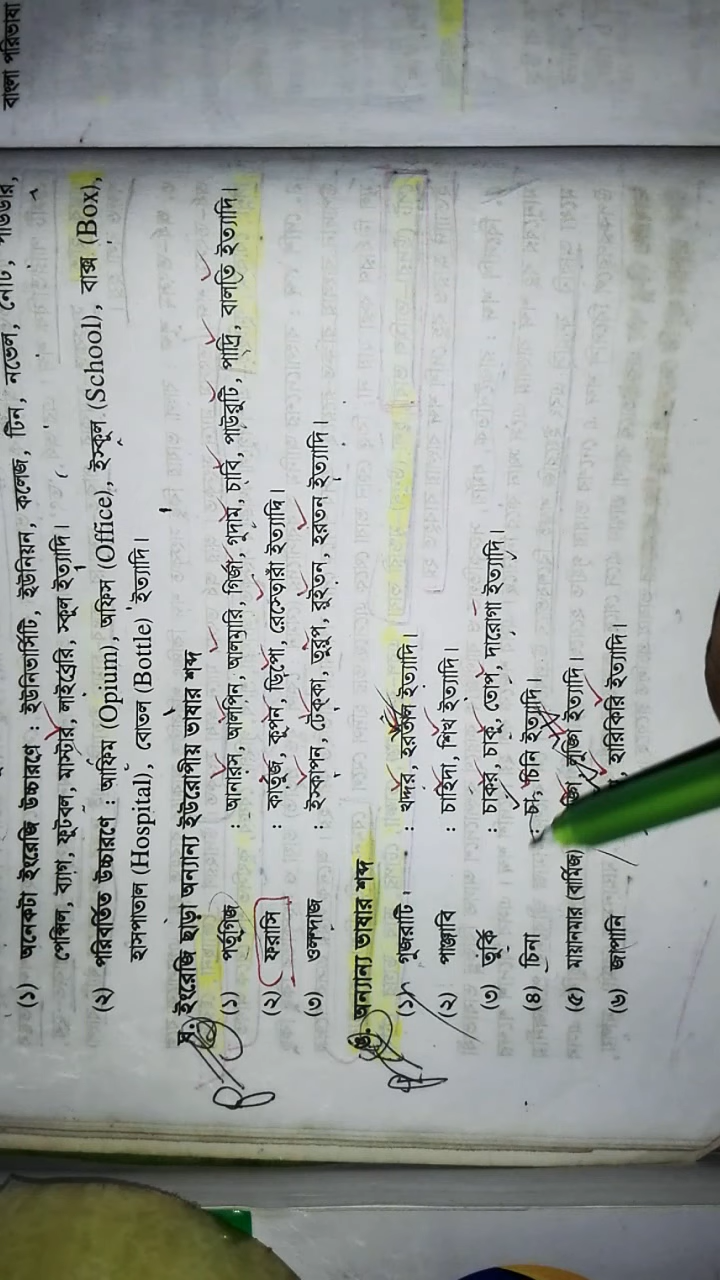 বাংলা পরিভাষা
(১) অনেকটা ইংরেজি উচ্চারণে : ইউনিভার্সিটি, ইউনিয়ন, কলেজ, টিন, নভেল, নোট,
পেন্সিল, ব্যাগ, ফুটবল, মাস্টার, লাইব্রেরি, স্কুল ইত্যাদি।
(২) পরিবর্তিত উচ্চারণে : আফিম (Opium), অফিস (Office), ইস্কুল (School), বাক্স (Box),
হাসপাতাল (Hospital), বোতল (Bottle) ইত্যাদি।
ঘ. ইংরেজি ছাড়া অন্যান্য ইউরোপীয় ভাষার শব্দ
(১) পর্তুগিজ : আনারস, আলপিন, আলমারি, গির্জা, গুদাম, চাবি, পাউরুটি, পাদ্রি, বালতি ইত্যাদি।
(২) ফরাসি : কার্তুজ, কুপন, ডিপো, রেস্তোরাঁ ইত্যাদি।
(৩) ওলন্দাজ : ইস্কাপন, টেক্কা, তুরুপ, রুইতন, হরতন ইত্যাদি।
ঙ. অন্যান্য ভাষার শব্দ
(১) গুজরাটি। : খদ্দর, হরতাল ইত্যাদি।
(২) পাঞ্জাবি : চাহিদা, শিখ ইত্যাদি।
(৩) তুর্কি : চাকর, চাকু, তোপ, দারোগা ইত্যাদি।
(৪) চিনা : চা, চিনি ইত্যাদি।
(৫) মায়ানমার (বার্মিজ) লুঙ্গি ইত্যাদি।
(৬) জাপানি হারিকিরি ইত্যাদি।